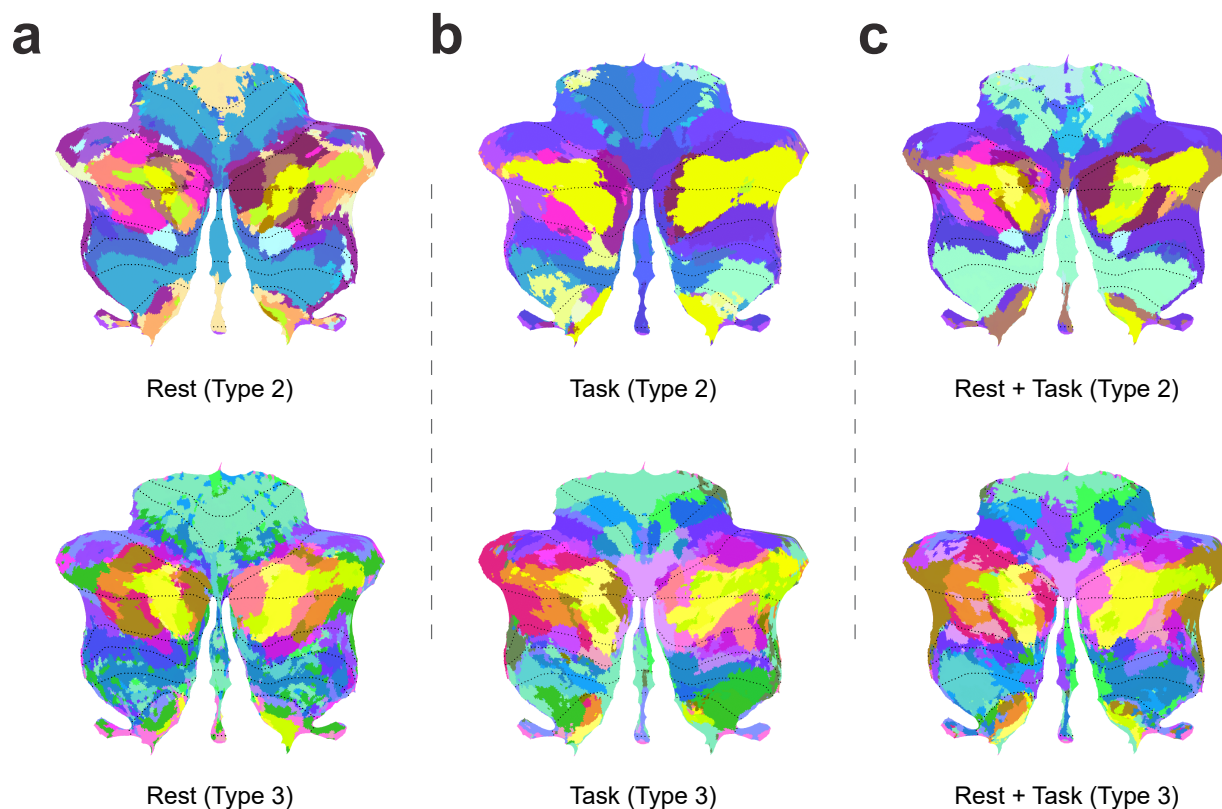 a
b
c
Rest (Type 2)
Task (Type 2)
Rest + Task (Type 2)
Rest (Type 3)
Task (Type 3)
Rest + Task (Type 3)